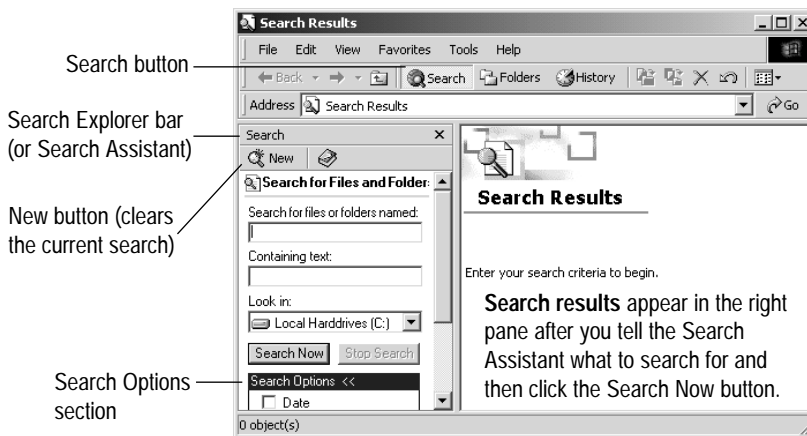 Search Results
File Edit View Favorites Tools Help
Search button
Back Search Folders History
Address Search Results Go
Search Explorer bar
(or Search Assistant)
Search
New
New button (clears
the current search)
Search for Files and Folder
Search for files or folders named:
Containing text:
Look in:
Local Harddrives (C:)
Search Now Stop Search
Search Options <<
Date
Search Options
section
0 object(s)
Search Results
Enter your search criteria to begin.
Search results appear in the right
pane after you tell the Search
Assistant what to search for and
then click the Search Now button.